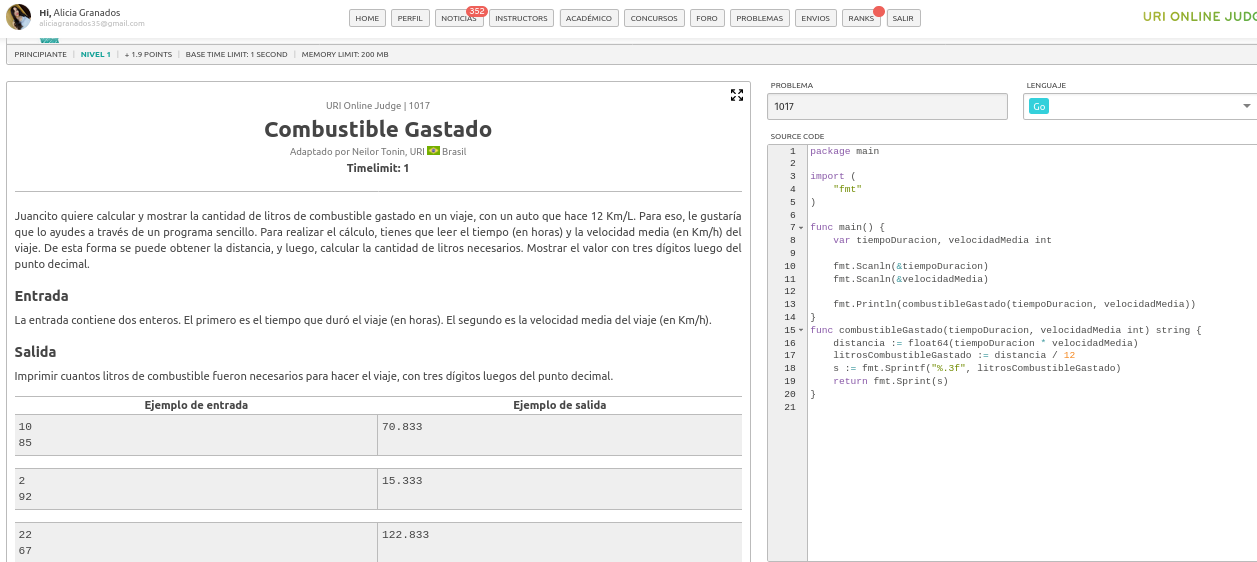 Hi, Alicia Granados
aliciagranados35@gmail.com
HOME PERFIL NOTICIAS 352 INSTRUCTORS ACADÉMICO CONCURSOS FORO PROBLEMAS ENVIOS RANKS SALIR
URI ONLINE JUDG
PRINCIPIANTE | NIVEL 1 | + 1.9 POINTS | BASE TIME LIMIT: 1 SECOND | MEMORY LIMIT: 200 MB
URI Online Judge | 1017
Combustible Gastado
Adaptado por Neilor Tonin, URI Brasil
Timelimit: 1
Juancito quiere calcular y mostrar la cantidad de litros de combustible gastado en un viaje, con un auto que hace 12 Km/L. Para eso, le gustaría
que lo ayudes a través de un programa sencillo. Para realizar el cálculo, tienes que leer el tiempo (en horas) y la velocidad media (en Km/h) del
viaje. De esta forma se puede obtener la distancia, y luego, calcular la cantidad de litros necesarios. Mostrar el valor con tres dígitos luego del
punto decimal.
Entrada
La entrada contiene dos enteros. El primero es el tiempo que duró el viaje (en horas). El segundo es la velocidad media del viaje (en Km/h).
Salida
Imprimir cuantos litros de combustible fueron necesarios para hacer el viaje, con tres dígitos luegos del punto decimal.
Ejemplo de entrada Ejemplo de salida
10 70.833
85
2 15.333
92
22 122.833
67
PROBLEMA LENGUAJE
1017 Go
SOURCE CODE
1 package main
2
3 import (
4 "fmt"
5 )
6
7 func main() {
8 var tiempoDuracion, velocidadMedia int
9
10 fmt.Scanln(&tiempoDuracion)
11 fmt.Scanln(&velocidadMedia)
12
13 fmt.Println(combustibleGastado(tiempoDuracion, velocidadMedia))
14 }
15 func combustibleGastado(tiempoDuracion, velocidadMedia int) string {
16 distancia := float64(tiempoDuracion * velocidadMedia)
17 litrosCombustibleGastado := distancia / 12
18 s := fmt.Sprintf("%.3f", litrosCombustibleGastado)
19 return fmt.Sprint(s)
20 }
21